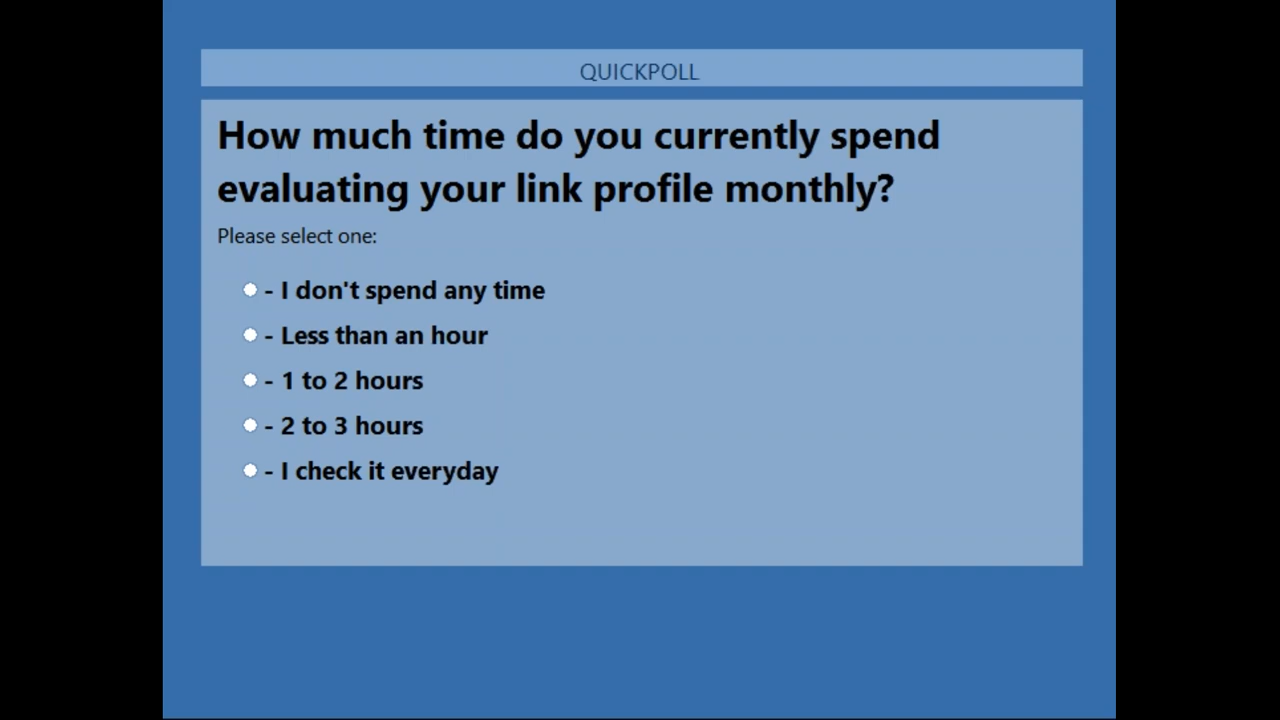 QUICKPOLL
How much time do you currently spend
evaluating your link profile monthly?
Please select one:
- I don't spend any time
- Less than an hour
- 1 to 2 hours
- 2 to 3 hours
- I check it everyday